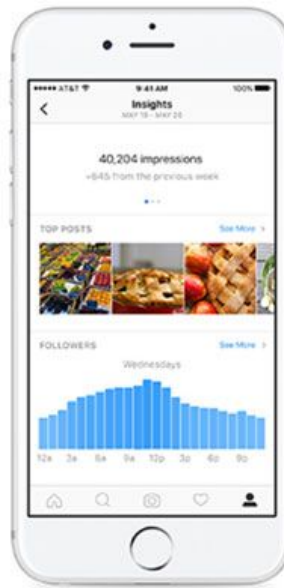 AT&T 9:41 AM 100%
Insights
MAY 19 - MAY 26
40,204 impressions
+645 from the previous week
TOP POSTS See More
FOLLOWERS See More
Wednesdays
12a 3a 6a 9a 12p 3p 6p 9p